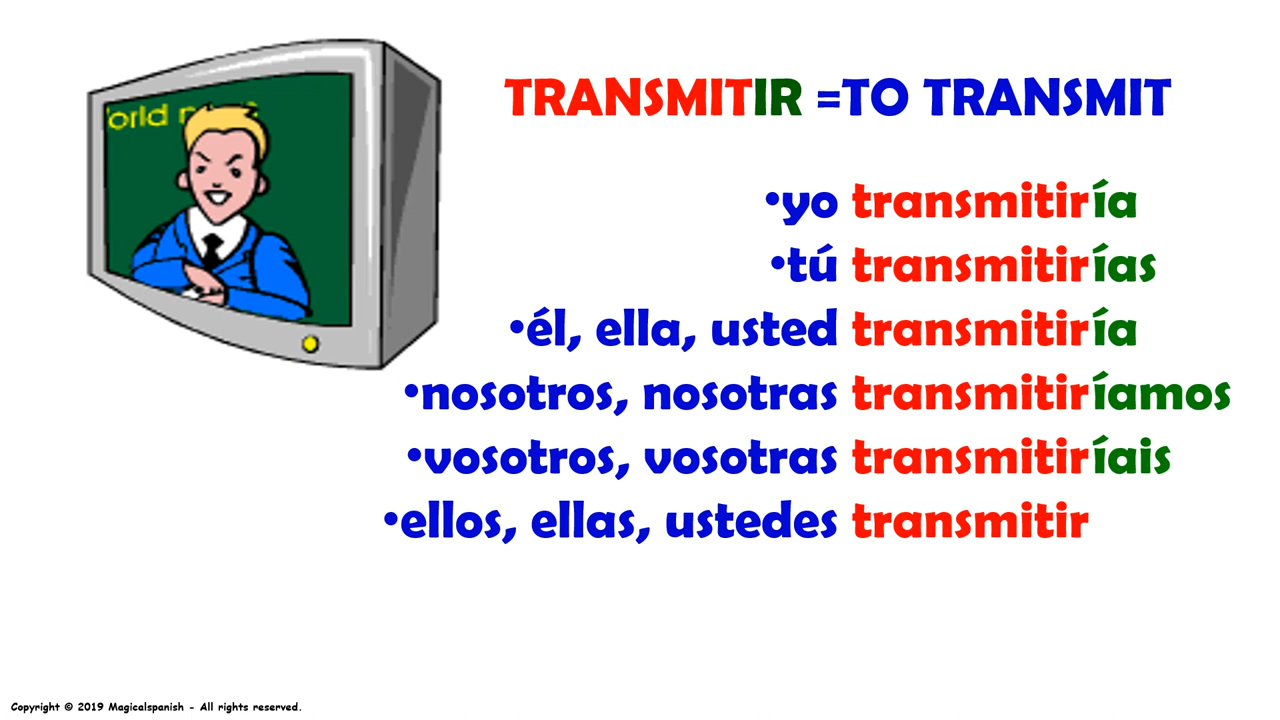 orld
TRANSMITIR =TO TRANSMIT
•yo transmitiría
•tú transmitirías
•él, ella, usted transmitiría
•nosotros, nosotras transmitiríamos
•vosotros, vosotras transmitiríais
•ellos, ellas, ustedes transmitir
Copyright © 2019 Magicalspanish - All rights reserved.